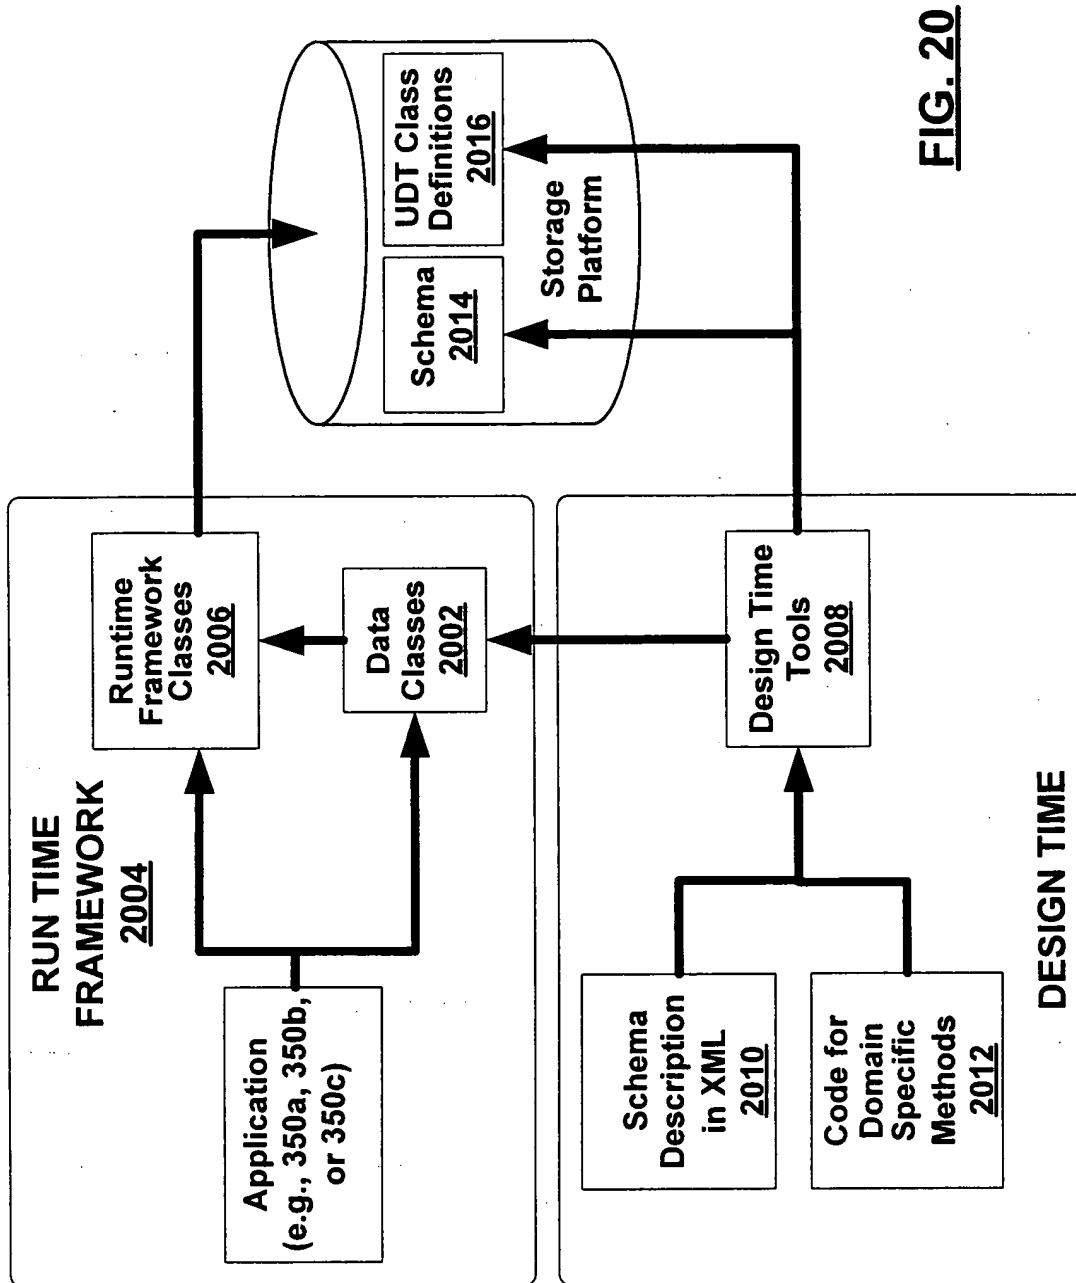 RUN TIME
FRAMEWORK
2004
Application
(e.g., 350a, 350b,
or 350c)
Runtime
Framework
Classes
2006
Data
Classes
2002
Schema
2014
UDT Class
Definitions
2016
Storage
Platform
Schema
Description
in XML
2010
Code for
Domain
Specific
Methods
2012
Design Time
Tools
2008
DESIGN TIME
FIG. 20